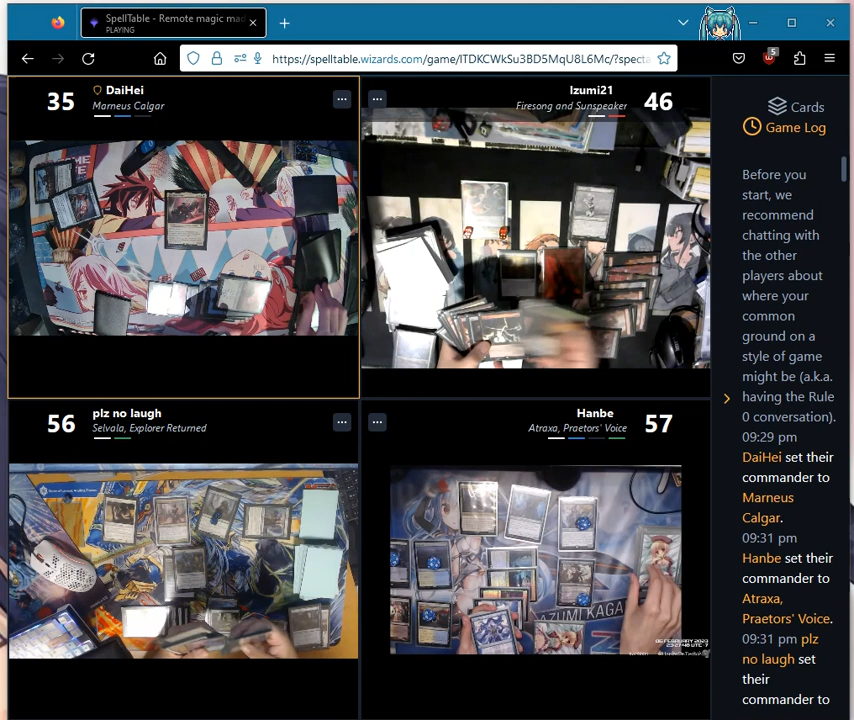 SpellTable - Remote magic mad
PLAYING
https://spelltable.wizards.com/game/ITDKCWkSu3BD5MqU8L6Mc/?specta
5
35
DaiHei
Marneus Calgar
Izumi21
46
Firesong and Sunspeaker
56
plz no laugh
Selvala, Explorer Returned
Hanbe
57
Atraxa, Praetors' Voice
Cards
Game Log
Before you
start, we
recommend
chatting with
the other
players about
where your
common
ground on a
style of game
might be (a.k.a.
having the Rule
0 conversation).
09:29 pm
DaiHei set their
commander to
Marneus
Calgar.
09:31 pm
Hanbe set their
commander to
Atraxa,
Praetors' Voice.
09:31 pm plz
no laugh set
their
commander to